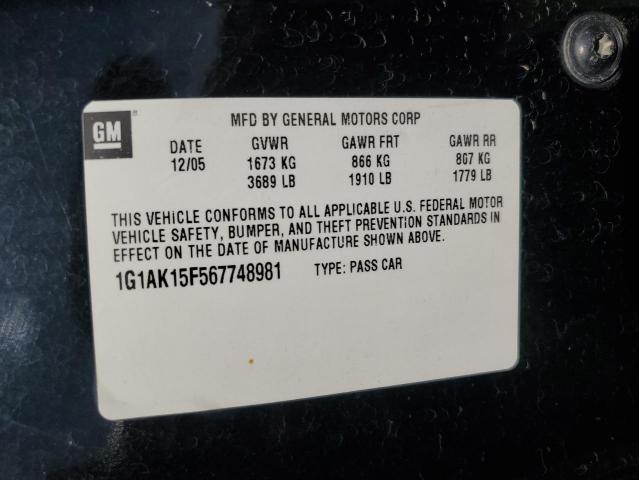 GM
MFD BY GENERAL MOTORS CORP
DATE GVWR GAWR FRT GAWR RR
12/05 1673 KG 866 KG 807 KG
3689 LB 1910 LB 1779 LB
THIS VEHICLE CONFORMS TO ALL APPLICABLE U.S. FEDERAL MOTOR
VEHICLE SAFETY, BUMPER, AND THEFT PREVENTION STANDARDS IN
EFFECT ON THE DATE OF MANUFACTURE SHOWN ABOVE.
1G1AK15F567748981 TYPE: PASS CAR